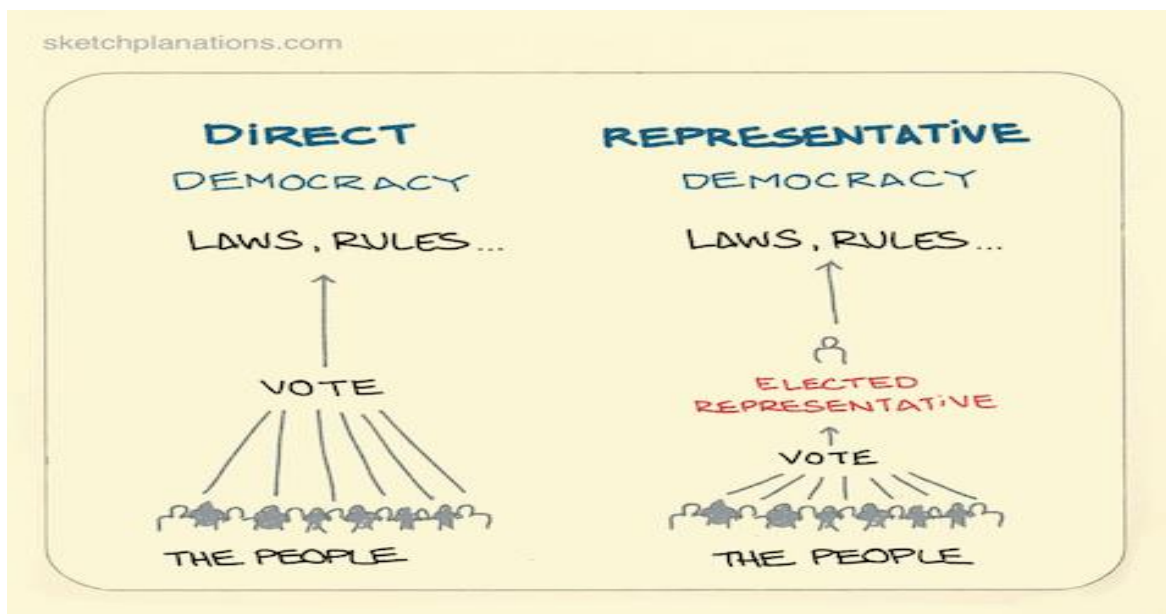 sketchplanations.com
DIRECT
DEMOCRACY
LAWS, RULES...
VOTE
THE PEOPLE
REPRESENTATIVE
DEMOCRACY
LAWS, RULES...
ELECTED
REPRESENTATIVE
VOTE
THE PEOPLE